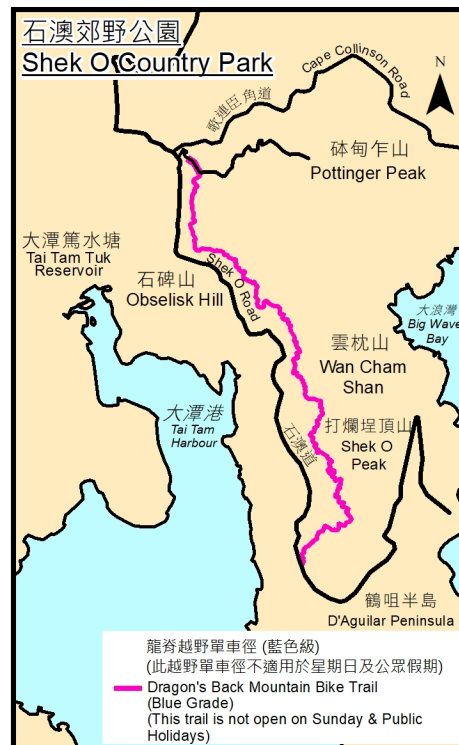 石澳郊野公園
Shek O Country Park
Cape Collinson Road
歌連臣角道
N
砵甸乍山
Pottinger Peak
大潭篤水塘
Tai Tam Tuk
Reservoir
石碑山
Obselisk Hill
Shek O Road
大浪灣
Big Wave
Bay
雲枕山
Wan Cham
Shan
大潭港
Tai Tam
Harbour
打爛埕頂山
Shek O
Peak
石澳道
鶴咀半島
D'Aguilar Peninsula
龍脊越野單車徑 (藍色級)
(此越野單車徑不適用於星期日及公眾假期)
Dragon's Back Mountain Bike Trail
(Blue Grade)
(This trail is not open on Sunday & Public
Holidays)